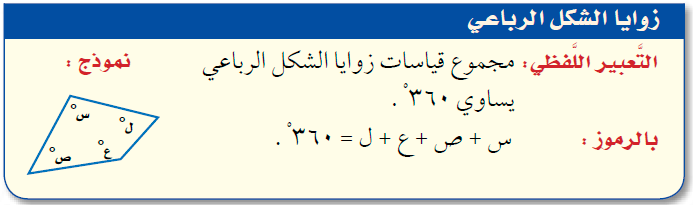 زوايا الشكل الرباعي
التَّعبير اللَّفظي: مجموع قياسات زوايا الشكل الرباعي
يساوي ٣٦٠°.
بالرموز: س + ص + ع + ل = ٣٦٠°.
نموذج:
س°
ل°
ع°
ص°